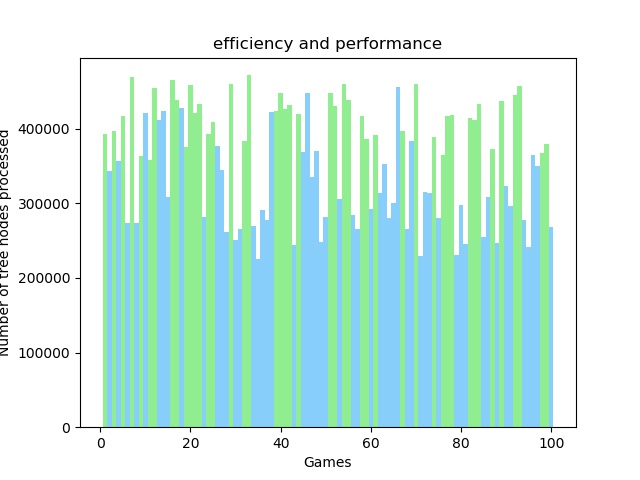 efficiency and performance
Number of tree nodes processed
400000
300000
200000
100000
0
0 20 40 60 80 100
Games